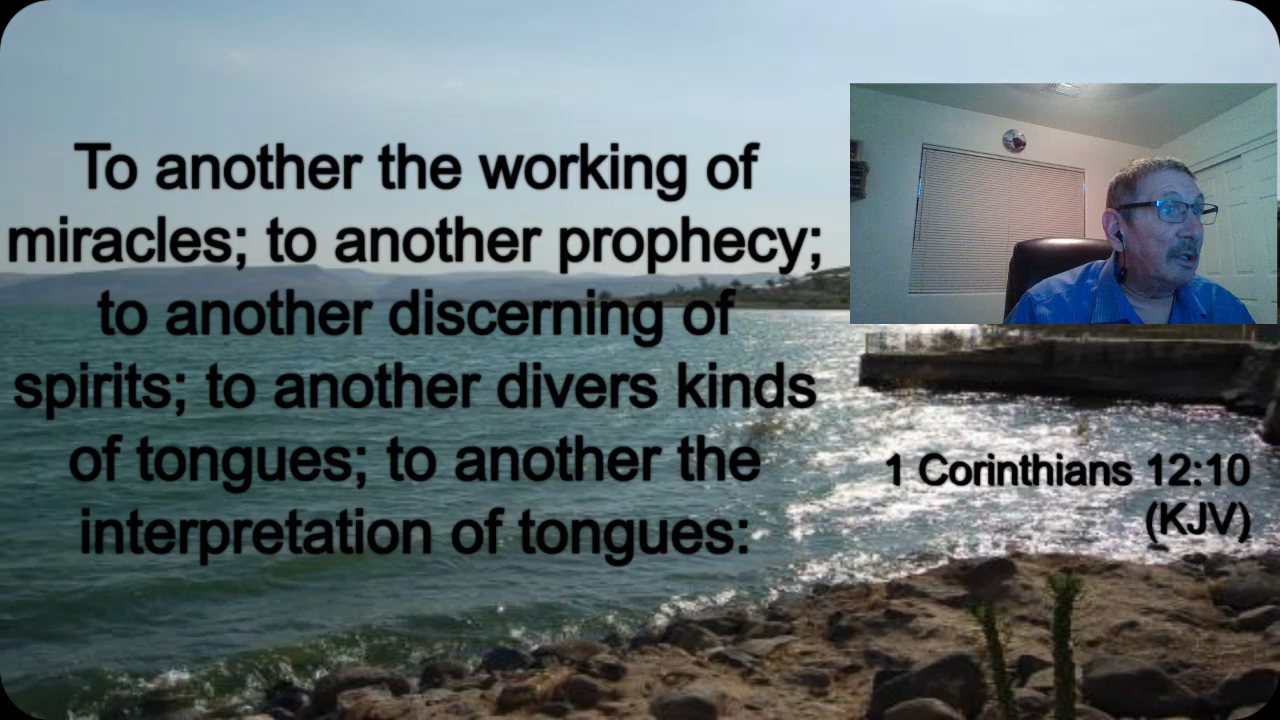 To another the working of
miracles; to another prophecy;
to another discerning of
spirits; to another divers kinds
of tongues; to another the
interpretation of tongues:
1 Corinthians 12:10
(KJV)